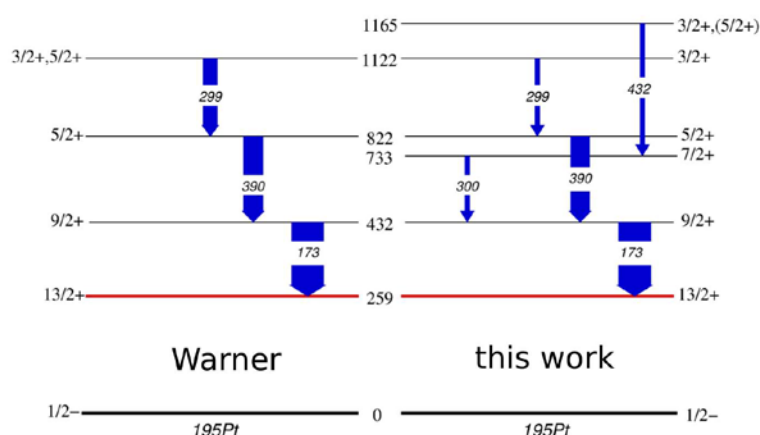 1165 3/2+,(5/2+)
3/2+,5/2+ 1122 3/2+
299 299 432
5/2+ 822 5/2+
733 7/2+
390 300 390
9/2+ 432 9/2+
173 173
13/2+ 259 13/2+
Warner this work
1/2− 0 1/2−
195Pt 195Pt